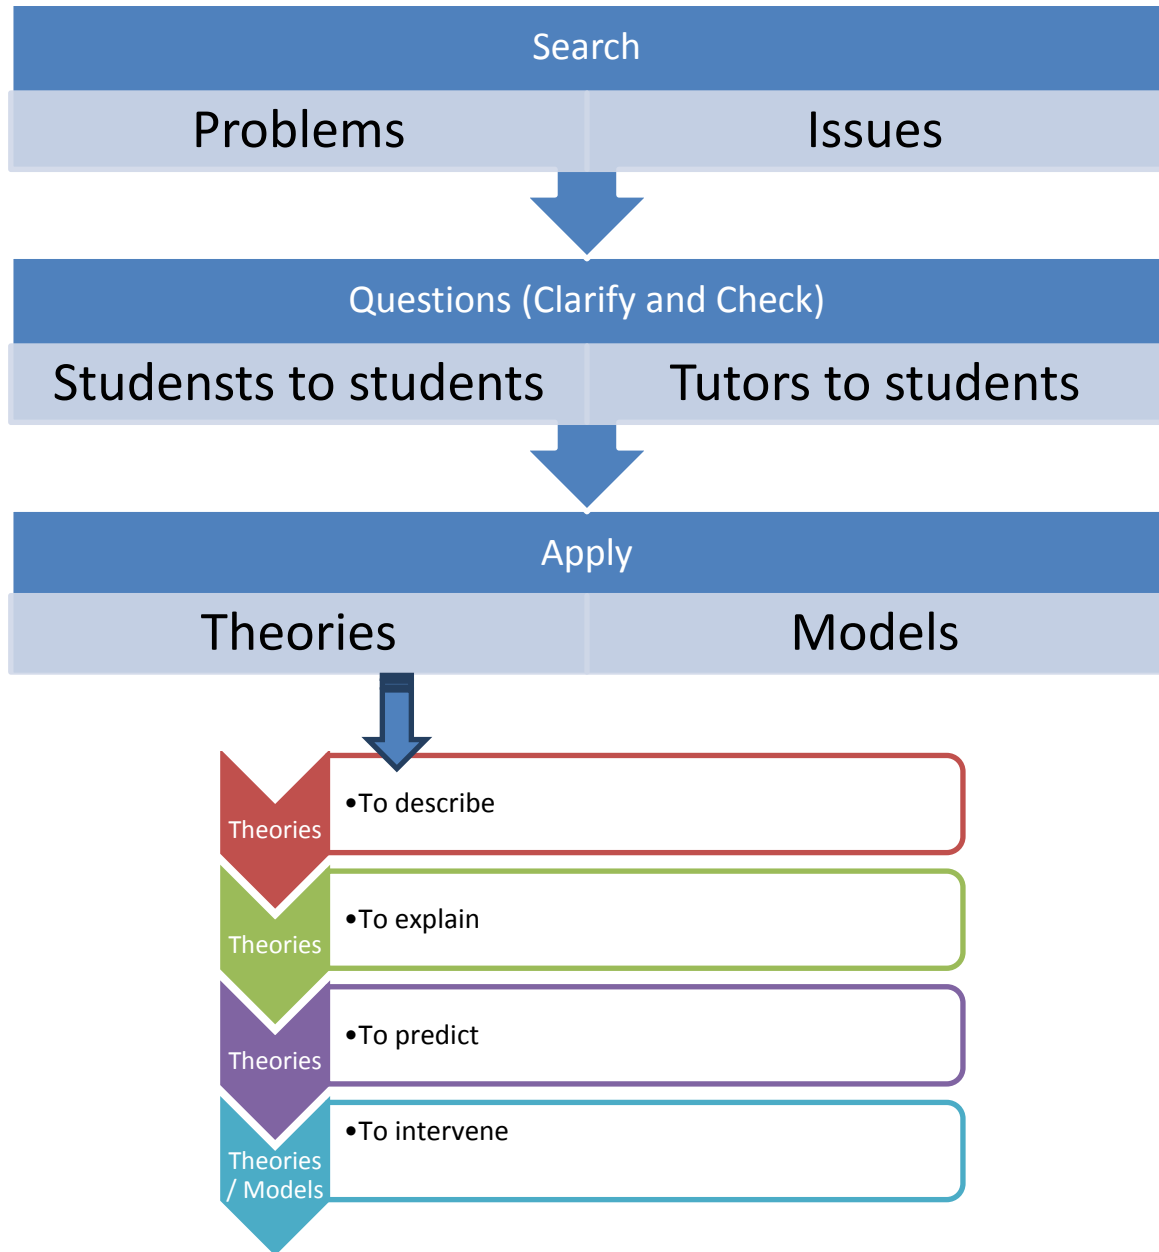 Search
Problems
Issues
Questions (Clarify and Check)
Studensts to students
Tutors to students
Apply
Theories
Models
Theories
•To describe
Theories
•To explain
Theories
•To predict
Theories
/ Models
•To intervene